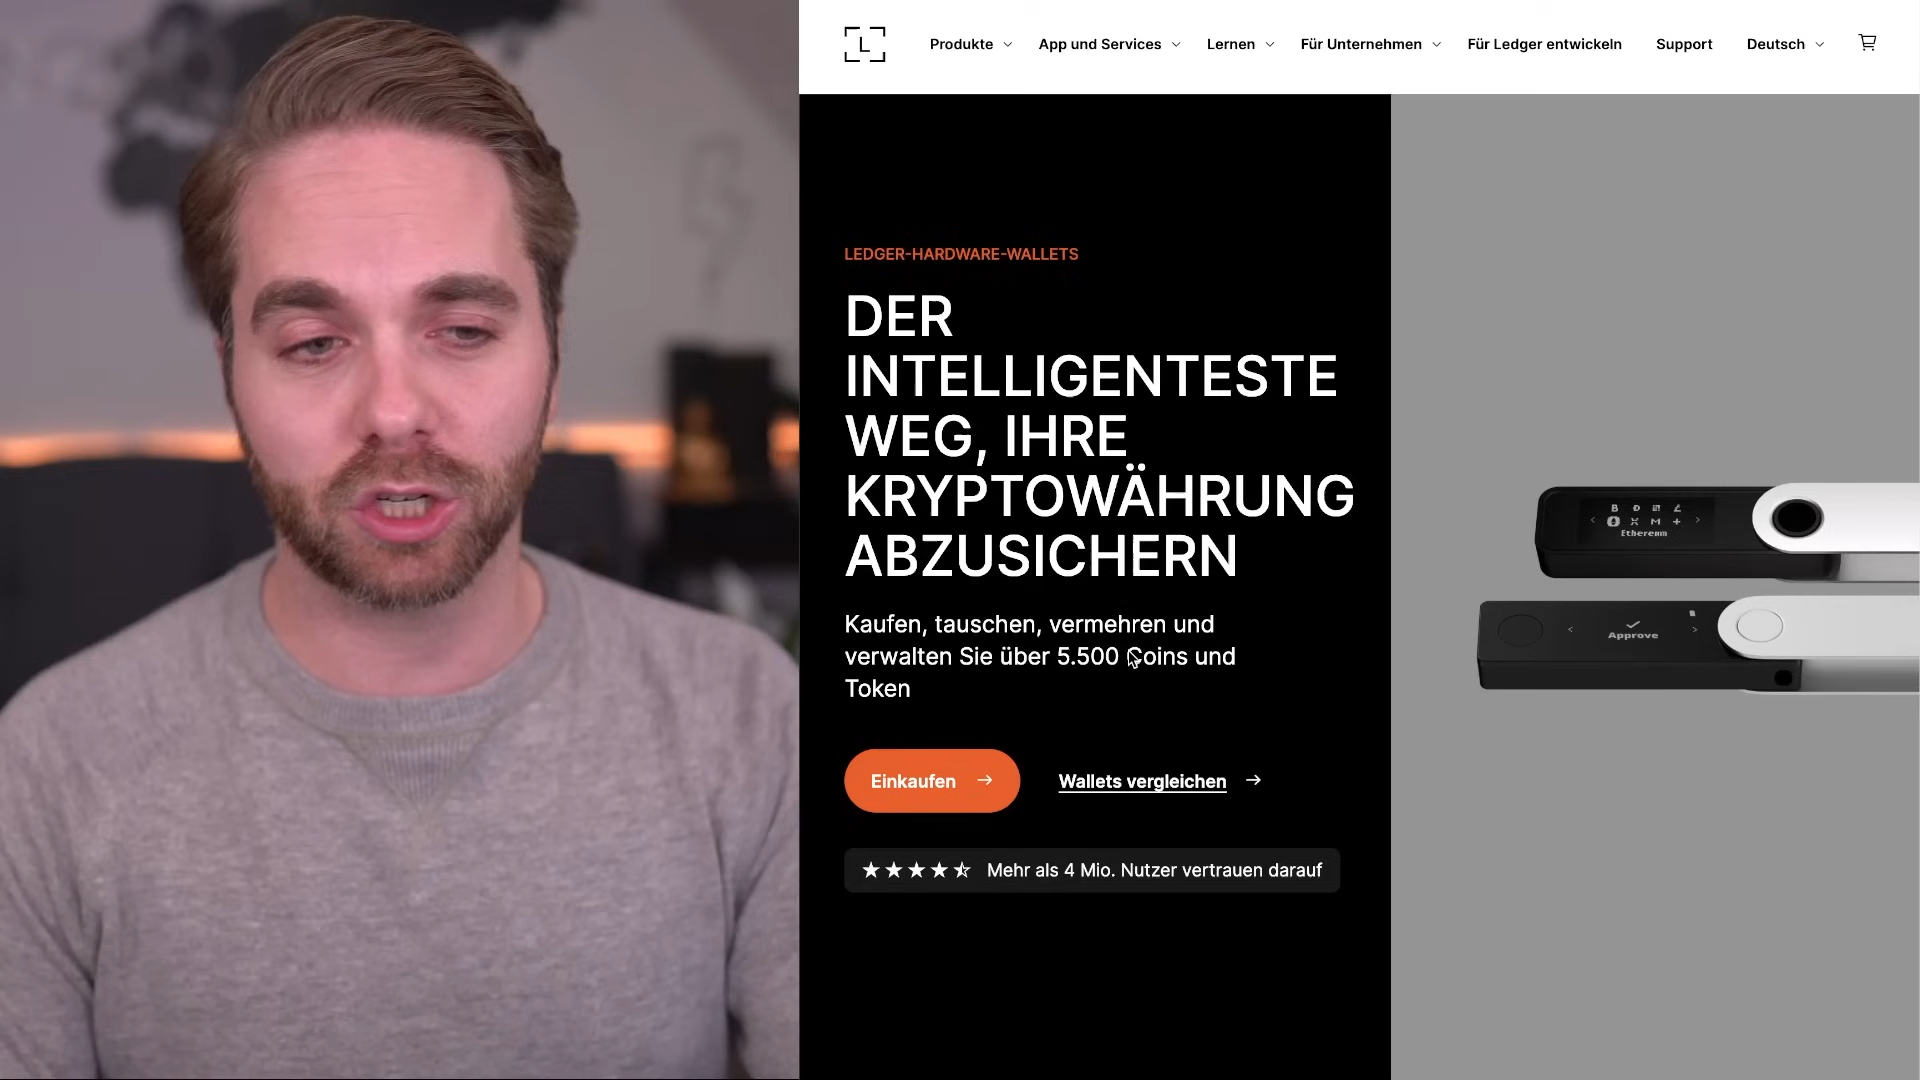 L
Produkte
App und Services
Lernen
Für Unternehmen
Für Ledger entwickeln
Support
Deutsch
LEDGER-HARDWARE-WALLETS
DER
INTELLIGENTESTE
WEG, IHRE
KRYPTOWÄHRUNG
ABZUSICHERN
Kaufen, tauschen, vermehren und
verwalten Sie über 5.500 Coins und
Token
Einkaufen →
Wallets vergleichen →
★★★★⯪ Mehr als 4 Mio. Nutzer vertrauen darauf
Ethereum
Approve